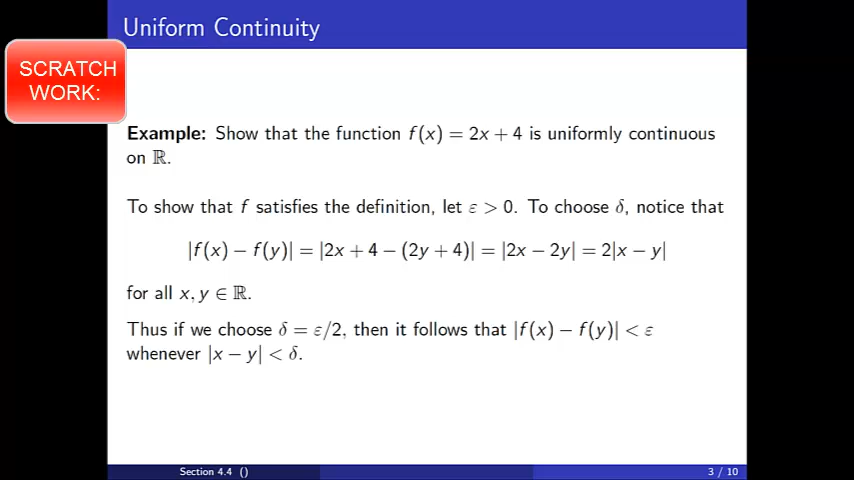 Uniform Continuity
SCRATCH
WORK:
Example: Show that the function f(x) = 2x + 4 is uniformly continuous
on ℝ.
To show that f satisfies the definition, let ε > 0. To choose δ, notice that
|f(x) − f(y)| = |2x + 4 − (2y + 4)| = |2x − 2y| = 2|x − y|
for all x, y ∈ ℝ.
Thus if we choose δ = ε/2, then it follows that |f(x) − f(y)| < ε
whenever |x − y| < δ.
Section 4.4 ()
3 / 10